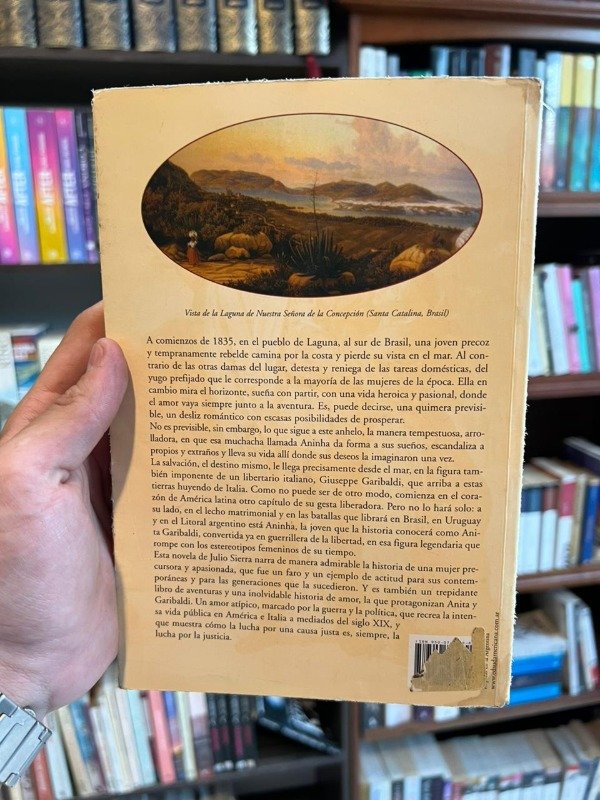 AFTER
AFTER
Vista de la Laguna de Nuestra Señora de la Concepción (Santa Catalina, Brasil)
A comienzos de 1835, en el pueblo de Laguna, al sur de Brasil, una joven precoz
y tempranamente rebelde camina por la costa y pierde su vista en el mar. Al con-
trario de las otras damas del lugar, detesta y reniega de las tareas domésticas, del
yugo prefijado que le corresponde a la mayoría de las mujeres de la época. Ella en
cambio mira el horizonte, sueña con partir, con una vida heroica y pasional, donde
el amor vaya siempre junto a la aventura. Es, puede decirse, una quimera previsi-
ble, un desliz romántico con escasas posibilidades de prosperar.
No es previsible, sin embargo, lo que sigue a este anhelo, la manera tempestuosa, arro-
lladora, en que esa muchacha llamada Aninha da forma a sus sueños, escandaliza a
propios y extraños y lleva su vida allí donde sus deseos la imaginaron una vez.
La salvación, el destino mismo, le llega precisamente desde el mar, en la figura tam-
bién imponente de un libertario italiano, Giuseppe Garibaldi, que arriba a estas
tierras huyendo de Italia. Como no puede ser de otro modo, comienza en el cora-
zón de América latina otro capítulo de su gesta liberadora. Pero no lo hará solo: a
su lado, en el lecho matrimonial y en las batallas que librará en Brasil, en Uruguay
y en el Litoral argentino está Aninha, la joven que la historia conocerá como Ani-
ta Garibaldi, convertida ya en guerrillera de la libertad, en esa figura legendaria que
rompe con los estereotipos femeninos de su tiempo.
Esta novela de Julio Sierra narra de manera admirable la historia de una mujer pre-
cursora y apasionada, que fue un faro y un ejemplo de actitud para sus contem-
poráneas y para las generaciones que la sucedieron. Y es también un trepidante
libro de aventuras y una inolvidable historia de amor, la que protagonizan Anita y
Garibaldi. Un amor atípico, marcado por la guerra y la política, que recrea la inten-
sa vida pública en América e Italia a mediados del siglo XIX, y
que muestra cómo la lucha por una causa justa es, siempre, la
lucha por la justicia.